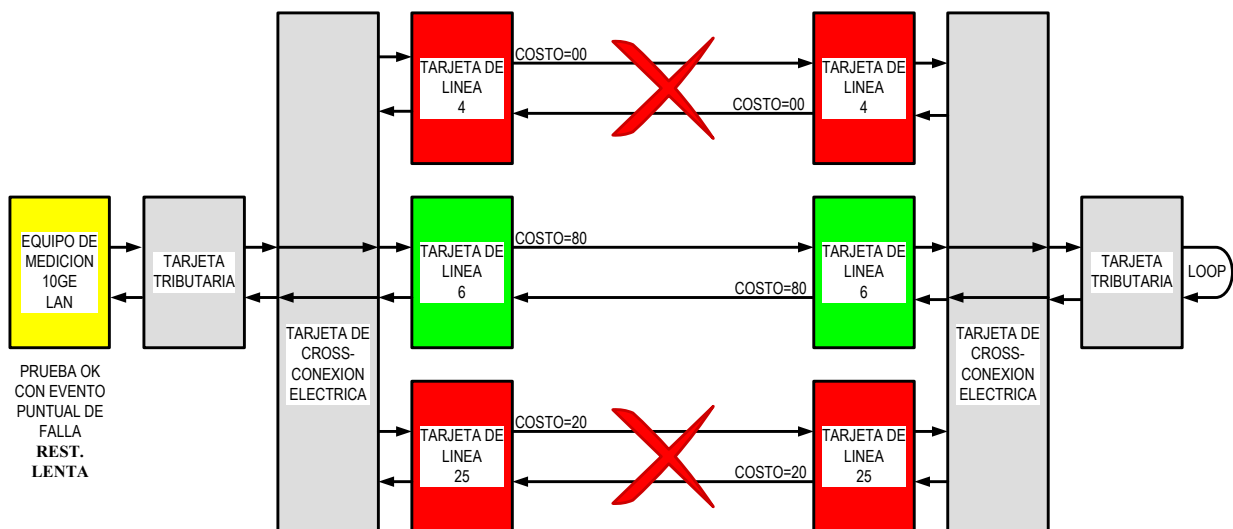 TARJETA DE
LINEA
4
COSTO=00
COSTO=00
TARJETA DE
LINEA
4
EQUIPO DE
MEDICION
10GE
LAN
TARJETA
TRIBUTARIA
TARJETA DE
LINEA
6
COSTO=80
COSTO=80
TARJETA DE
LINEA
6
TARJETA
TRIBUTARIA
LOOP
PRUEBA OK
CON EVENTO
PUNTUAL DE
FALLA
REST.
LENTA
TARJETA DE
CROSS-
CONEXION
ELECTRICA
TARJETA DE
CROSS-
CONEXION
ELECTRICA
TARJETA DE
LINEA
25
COSTO=20
COSTO=20
TARJETA DE
LINEA
25